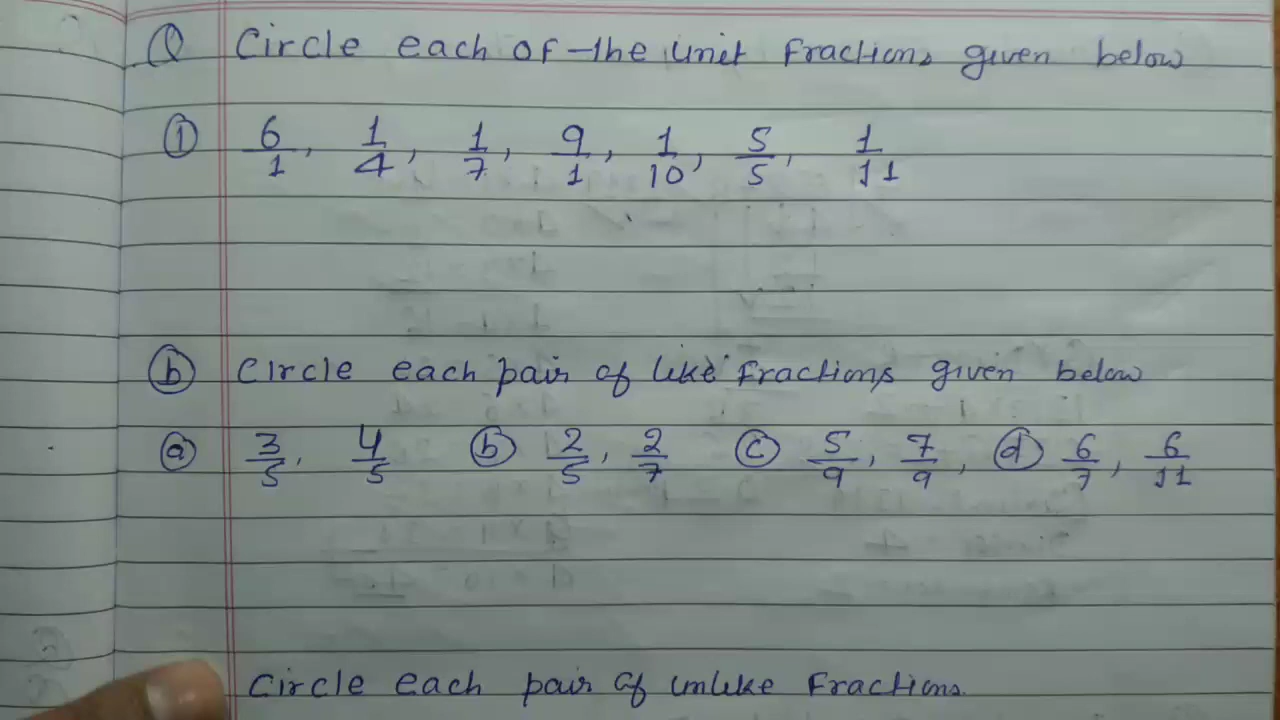 Q Circle each of the unit fractions given below
① 6/1, 1/4, 1/7, 9/1, 1/10, 5/5, 1/11
ⓑ Circle each pair of like fractions given below
ⓐ 3/5, 4/5 ⓑ 2/5, 2/7 ⓒ 5/9, 7/9, ⓓ 6/7, 6/11
Circle each pair of unlike Fractions.